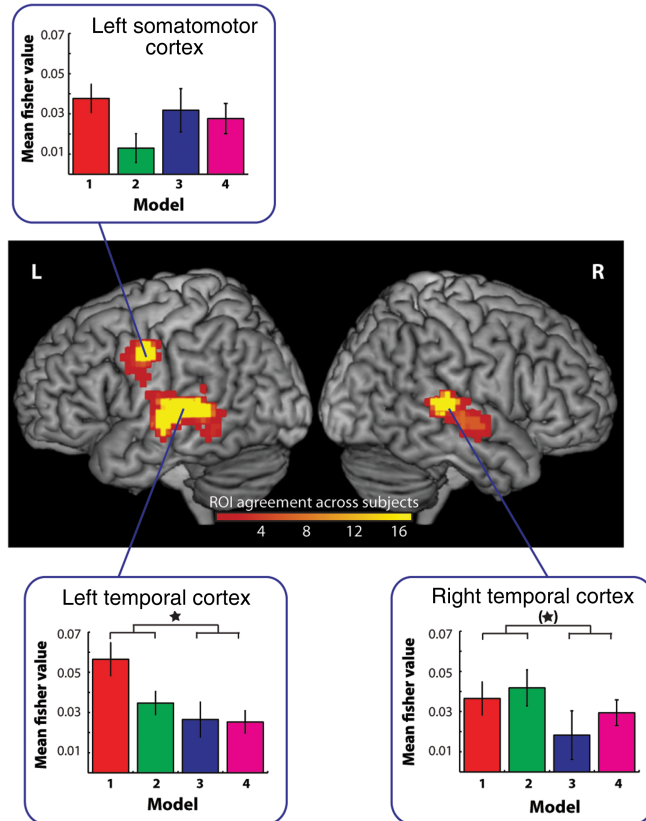 Left somatomotor
cortex
Mean fisher value
0.07
0.05
0.03
0.01
1 2 3 4
Model
L R
ROI agreement across subjects
4 8 12 16
Left temporal cortex
★
Mean fisher value
0.07
0.05
0.03
0.01
1 2 3 4
Model
Right temporal cortex
(★)
Mean fisher value
0.07
0.05
0.03
0.01
1 2 3 4
Model